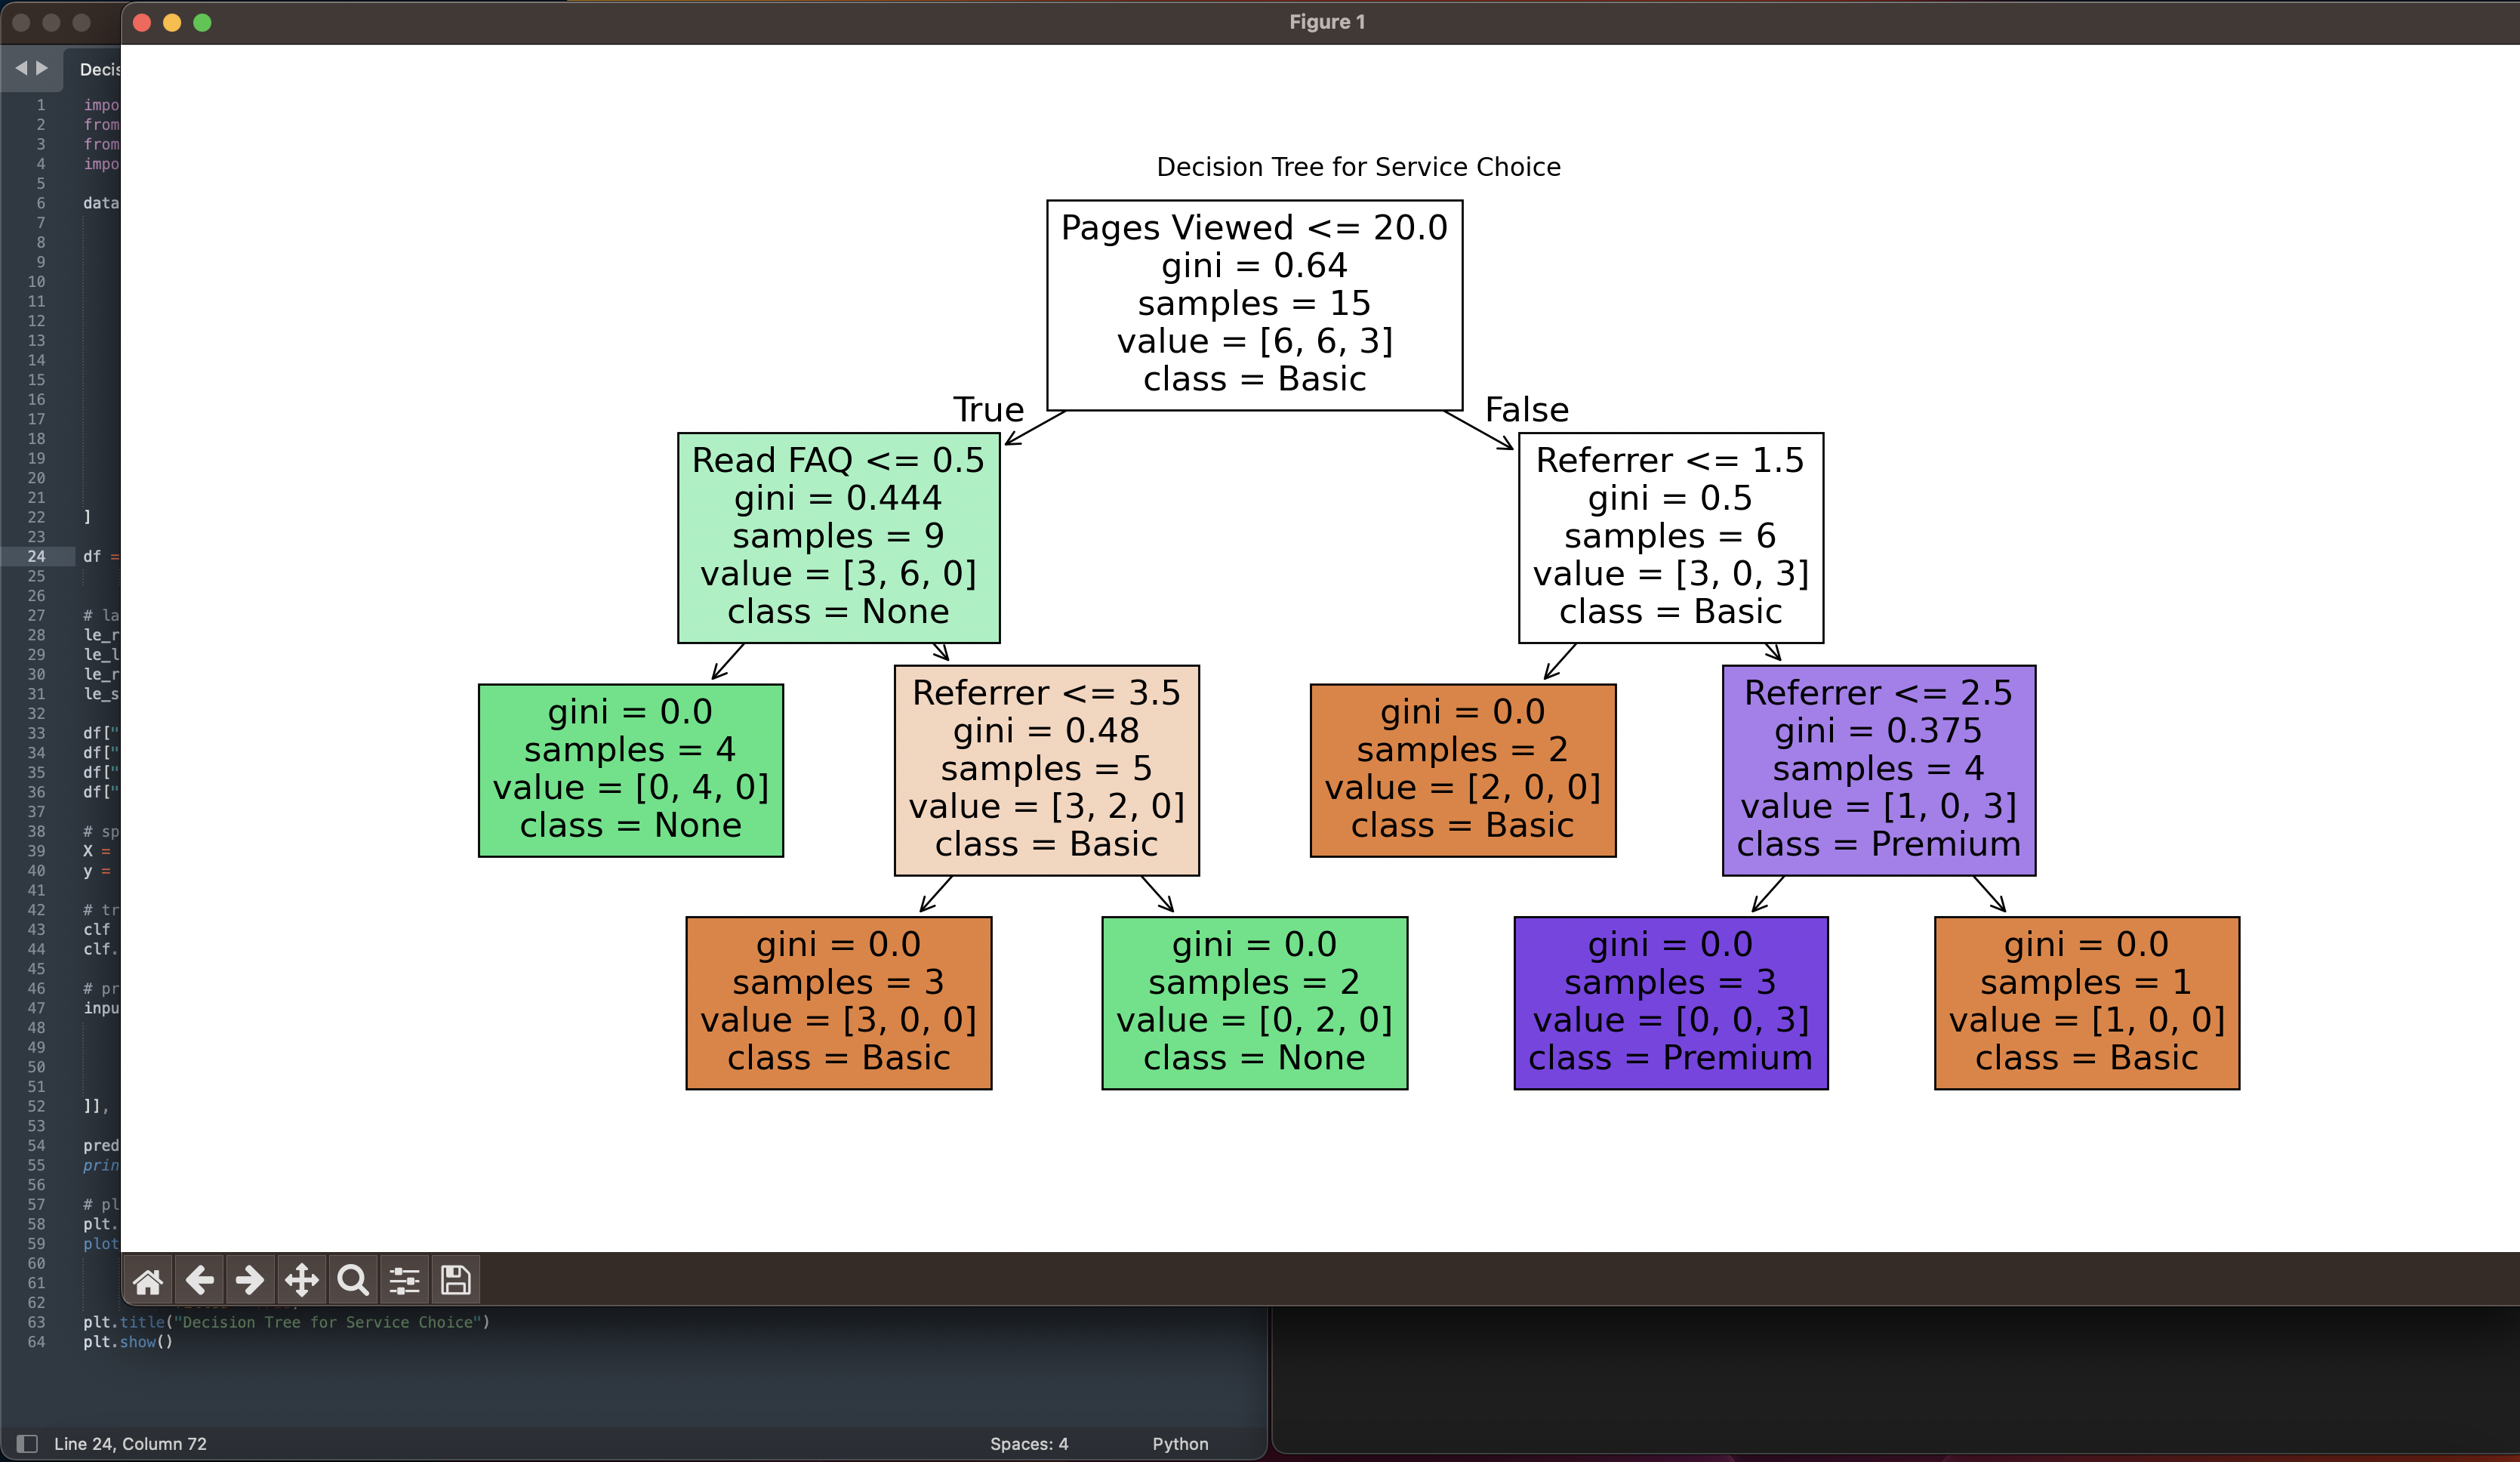 Figure 1
Decis
1 impo
2 from
3 from
4 impo
5
6 data
7
8
9
10
11
12
13
14
15
16
17
18
19
20
21
22 ]
23
24 df =
25
26
27 # la
28 le_r
29 le_l
30 le_r
31 le_s
32
33 df["
34 df["
35 df["
36 df["
37
38 # sp
39 X =
40 y =
41
42 # tr
43 clf
44 clf.
45
46 # pr
47 inpu
48
49
50
51
52 ]],
53
54 pred
55 prin
56
57 # pl
58 plt.
59 plot
60
61
62
63 plt.title("Decision Tree for Service Choice")
64 plt.show()
Decision Tree for Service Choice
Pages Viewed <= 20.0
gini = 0.64
samples = 15
value = [6, 6, 3]
class = Basic
True
False
Read FAQ <= 0.5
gini = 0.444
samples = 9
value = [3, 6, 0]
class = None
Referrer <= 1.5
gini = 0.5
samples = 6
value = [3, 0, 3]
class = Basic
gini = 0.0
samples = 4
value = [0, 4, 0]
class = None
Referrer <= 3.5
gini = 0.48
samples = 5
value = [3, 2, 0]
class = Basic
gini = 0.0
samples = 2
value = [2, 0, 0]
class = Basic
Referrer <= 2.5
gini = 0.375
samples = 4
value = [1, 0, 3]
class = Premium
gini = 0.0
samples = 3
value = [3, 0, 0]
class = Basic
gini = 0.0
samples = 2
value = [0, 2, 0]
class = None
gini = 0.0
samples = 3
value = [0, 0, 3]
class = Premium
gini = 0.0
samples = 1
value = [1, 0, 0]
class = Basic
Line 24, Column 72
Spaces: 4
Python